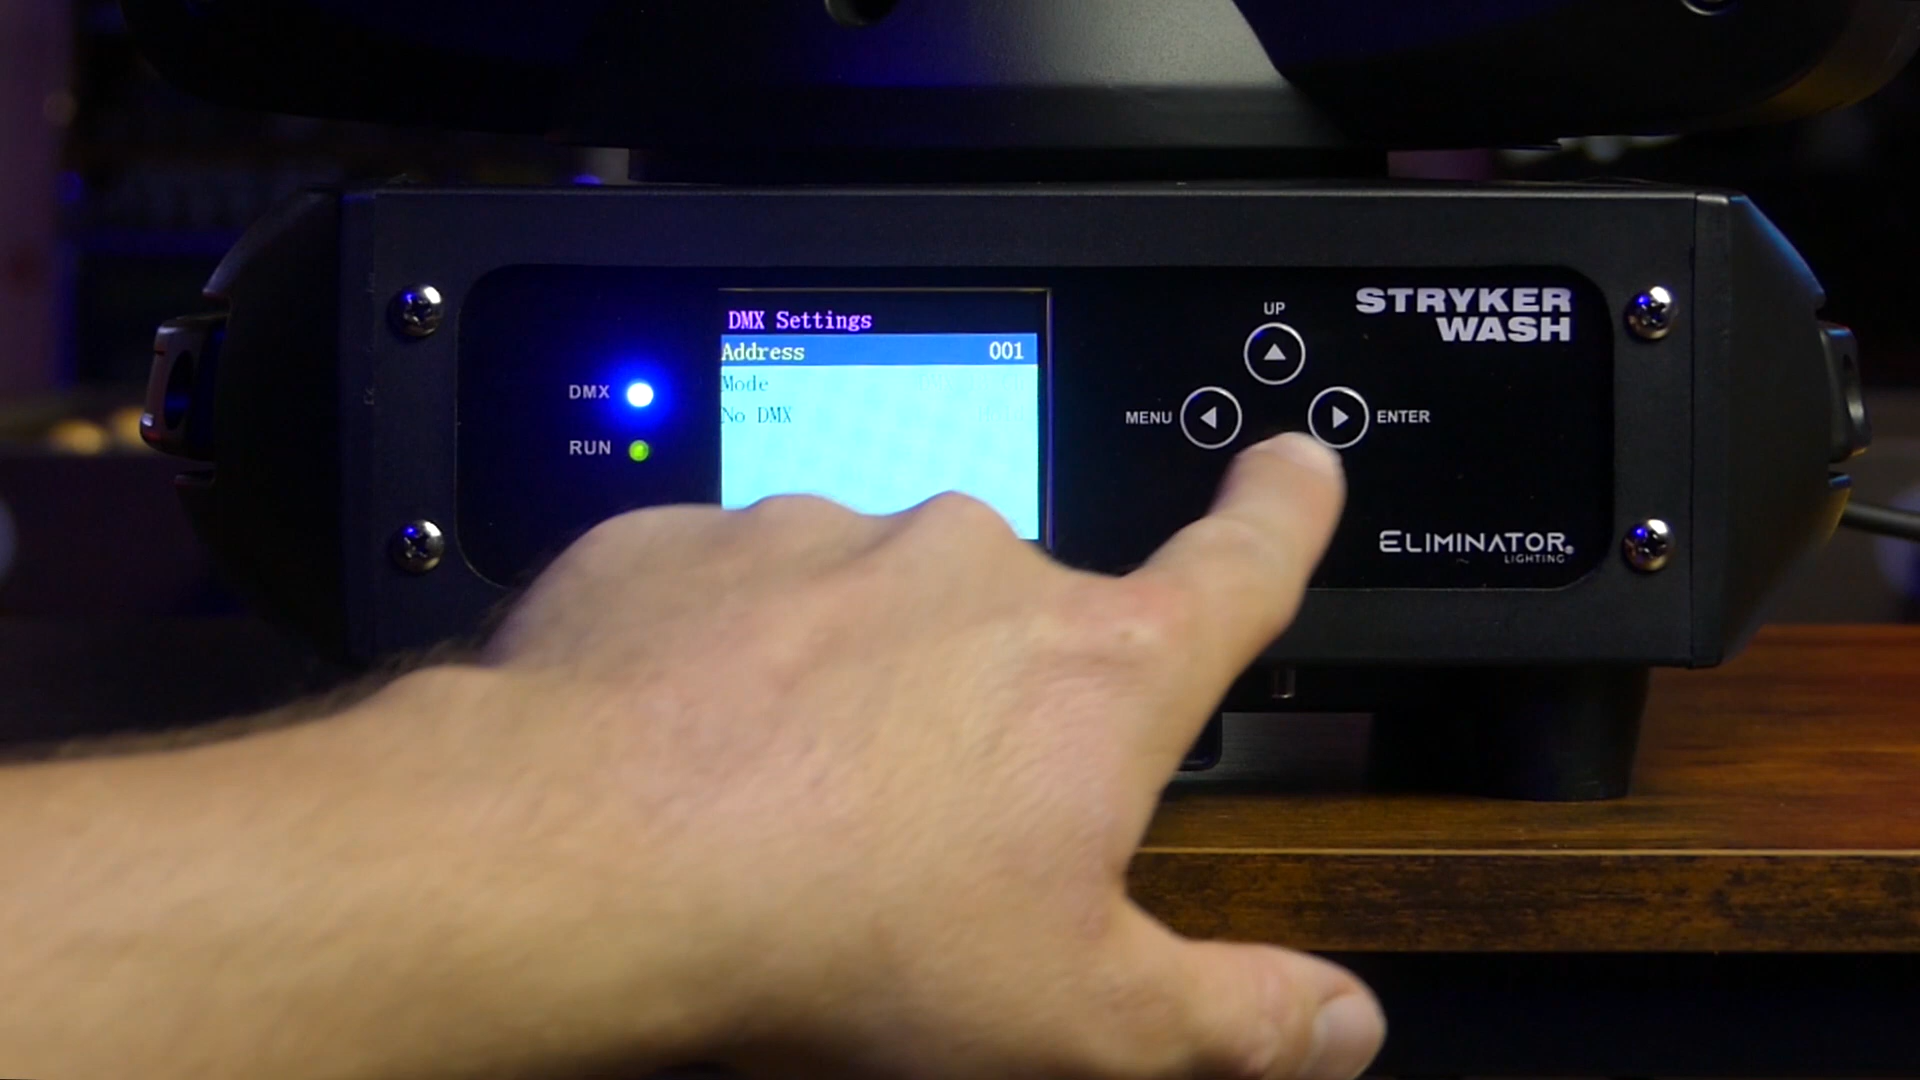 DMX Settings
Address 001
Mode
No DMX
DMX
RUN
UP
MENU
ENTER
STRYKER
WASH
ELIMINATOR®
LIGHTING